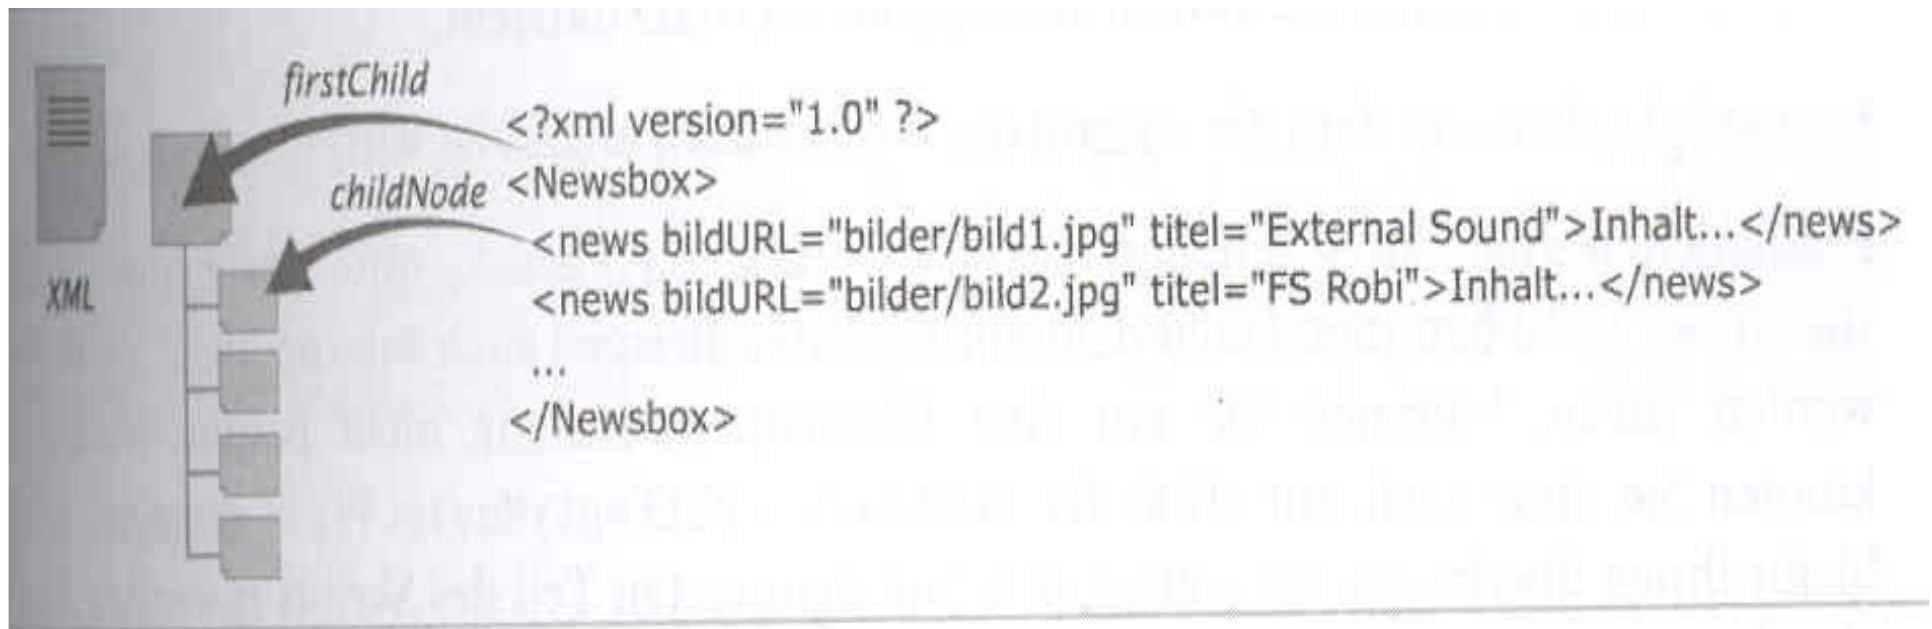 firstChild
<?xml version="1.0" ?>
childNode <Newsbox>
<news bildURL="bilder/bild1.jpg" titel="External Sound">Inhalt...</news>
XML <news bildURL="bilder/bild2.jpg" titel="FS Robi">Inhalt...</news>
...
</Newsbox>